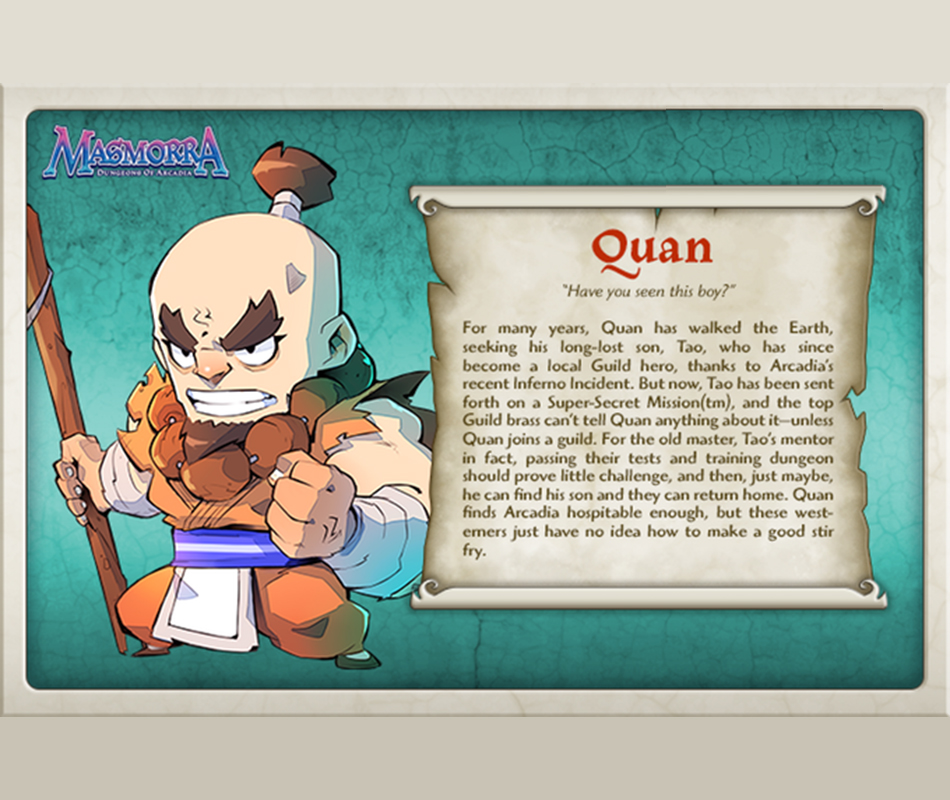 MASMORRA
DUNGEONS OF ARCADIA
Quan
"Have you seen this boy?"
For many years, Quan has walked the Earth,
seeking his long-lost son, Tao, who has since
become a local Guild hero, thanks to Arcadia's
recent Inferno Incident. But now, Tao has been sent
forth on a Super-Secret Mission(tm), and the top
Guild brass can't tell Quan anything about it—unless
Quan joins a guild. For the old master, Tao's mentor
in fact, passing their tests and training dungeon
should prove little challenge, and then, just maybe,
he can find his son and they can return home. Quan
finds Arcadia hospitable enough, but these west-
erners just have no idea how to make a good stir
fry.